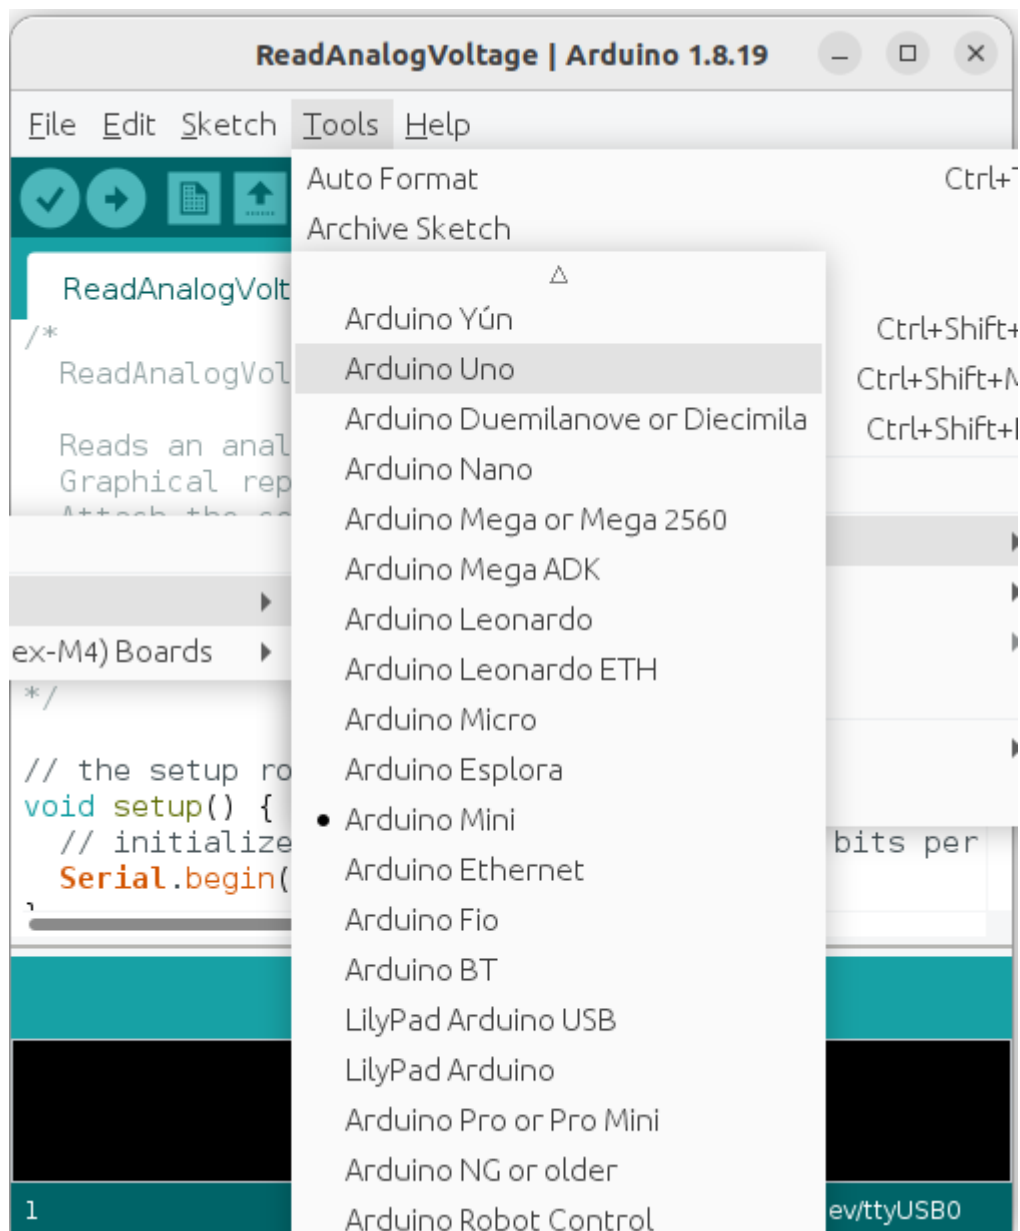 ReadAnalogVoltage | Arduino 1.8.19
File Edit Sketch Tools Help
Auto Format Ctrl+T
Archive Sketch
ReadAnalogVolt
Arduino Yún
Ctrl+Shift+
Arduino Uno
Ctrl+Shift+M
Arduino Duemilanove or Diecimila
Ctrl+Shift+I
Arduino Nano
Arduino Mega or Mega 2560
Arduino Mega ADK
Arduino Leonardo
Arduino Leonardo ETH
Arduino Micro
Arduino Esplora
Arduino Mini
Arduino Ethernet
Arduino Fio
Arduino BT
LilyPad Arduino USB
LilyPad Arduino
Arduino Pro or Pro Mini
Arduino NG or older
Arduino Robot Control
/*
ReadAnalogVol
Reads an anal
Graphical rep
ex-M4) Boards
*/
// the setup ro
void setup() {
// initialize bits per
Serial.begin(
1 ev/ttyUSB0